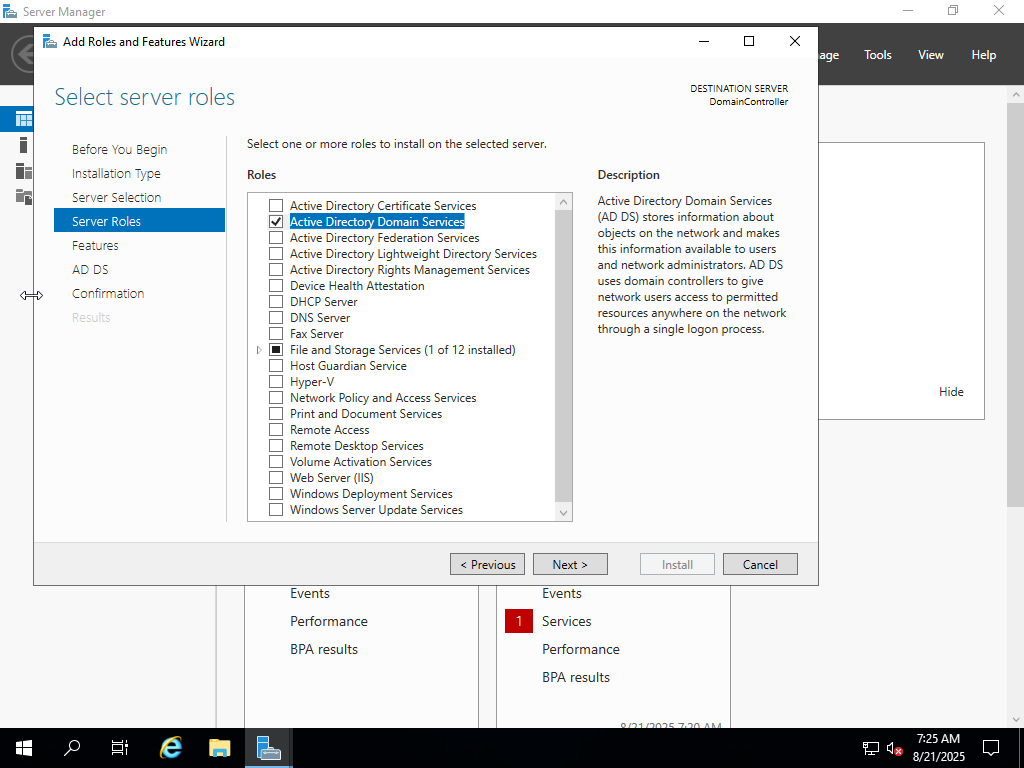 Server Manager
Add Roles and Features Wizard
Tools
View
Help
Select server roles
DESTINATION SERVER
DomainController
Before You Begin
Installation Type
Server Selection
Server Roles
Features
AD DS
Confirmation
Results
Select one or more roles to install on the selected server.
Roles
Active Directory Certificate Services
Active Directory Domain Services
Active Directory Federation Services
Active Directory Lightweight Directory Services
Active Directory Rights Management Services
Device Health Attestation
DHCP Server
DNS Server
Fax Server
File and Storage Services (1 of 12 installed)
Host Guardian Service
Hyper-V
Network Policy and Access Services
Print and Document Services
Remote Access
Remote Desktop Services
Volume Activation Services
Web Server (IIS)
Windows Deployment Services
Windows Server Update Services
Description
Active Directory Domain Services
(AD DS) stores information about
objects on the network and makes
this information available to users
and network administrators. AD DS
uses domain controllers to give
network users access to permitted
resources anywhere on the network
through a single logon process.
Hide
< Previous
Next >
Install
Cancel
Events
Performance
BPA results
Events
1 Services
Performance
BPA results
8/21/2025 7:20 AM
7:25 AM
8/21/2025